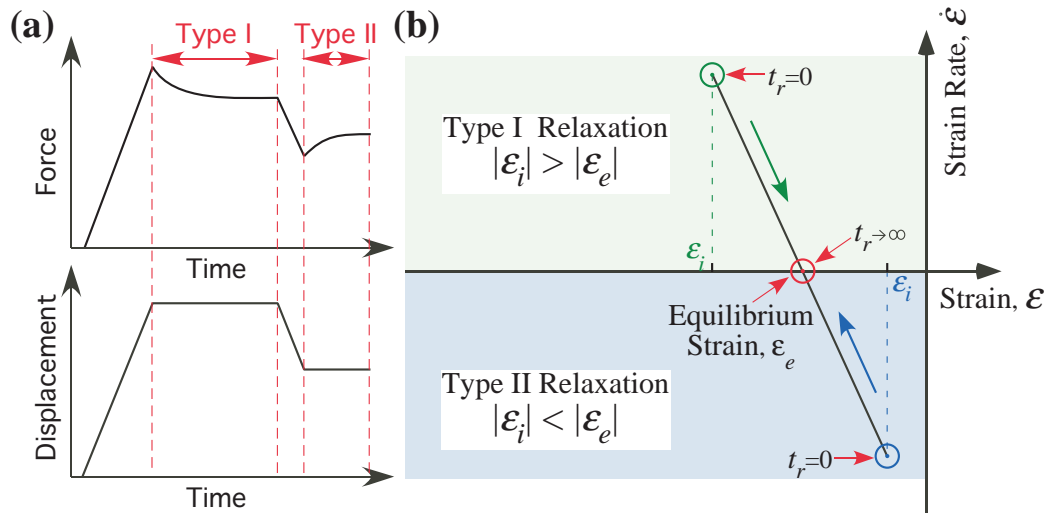 (a)
Type I
Type II
Force
Time
Displacement
Time
(b)
Strain Rate, ε̇
t_r=0
Type I Relaxation
|ε_i| > |ε_e|
t_r→∞
ε_i
ε_i
Strain, ε
Equilibrium
Strain, ε_e
Type II Relaxation
|ε_i| < |ε_e|
t_r=0